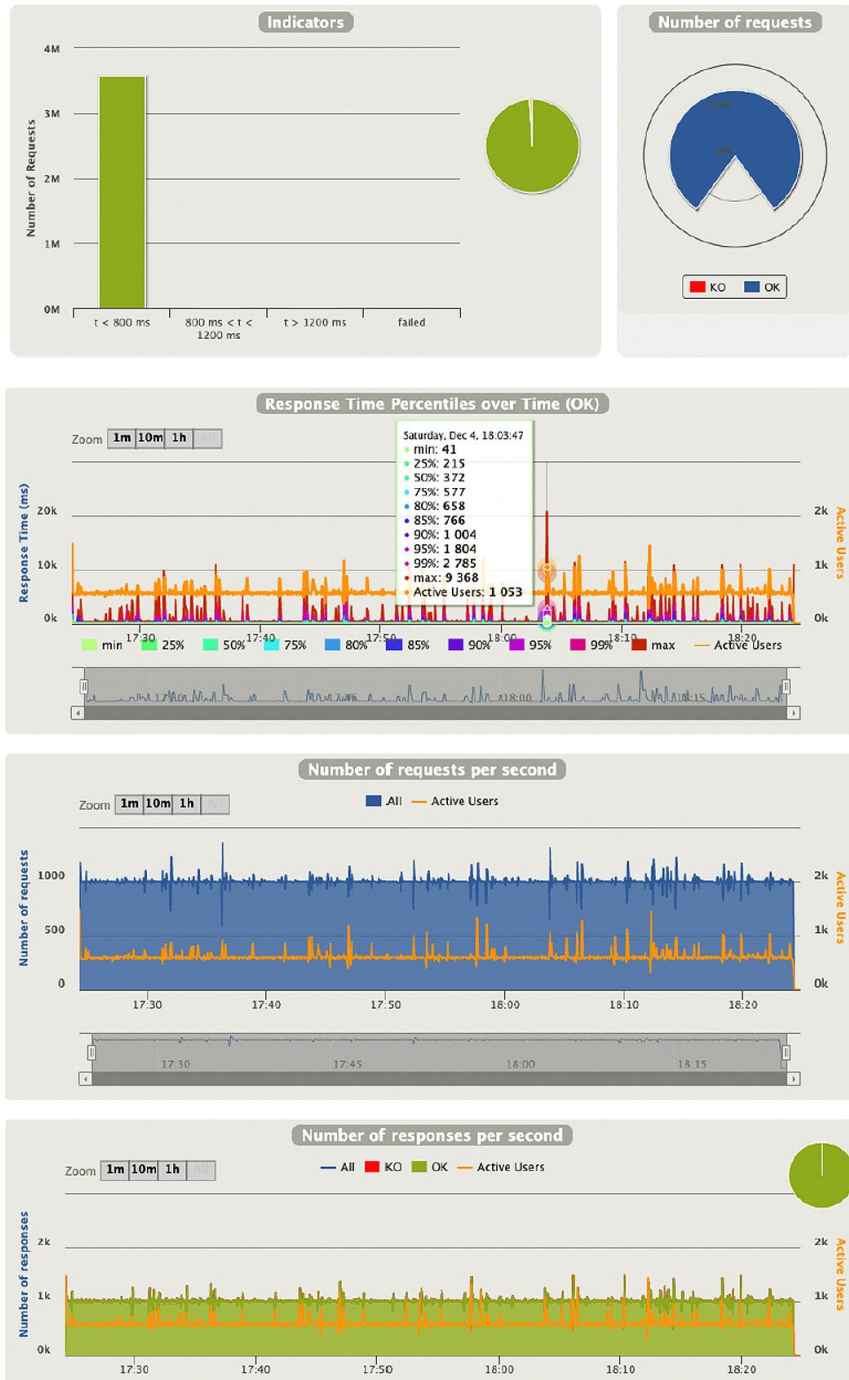 Indicators
4M
3M
2M
1M
0M
Number of Requests
t < 800 ms
800 ms < t <
1200 ms
t > 1200 ms
failed
Number of requests
KO
OK
Response Time Percentiles over Time (OK)
Zoom 1m 10m 1h All
Saturday, Dec 4, 18:03:47
min: 41
25%: 215
50%: 372
75%: 577
80%: 658
85%: 766
90%: 1 004
95%: 1 804
99%: 2 785
max: 9 368
Active Users: 1 053
Response Time (ms)
20k
10k
0k
Active Users
2k
1k
0k
17:30 17:40 17:50 18:00 18:10 18:20
min 25% 50% 75% 80% 85% 90% 95% 99% max Active Users
18:00
Number of requests per second
Zoom 1m 10m 1h All
All Active Users
Number of requests
1000
500
0
Active Users
2k
1k
0k
17:30 17:40 17:50 18:00 18:10 18:20
17:30 17:45 18:00 18:15
Number of responses per second
Zoom 1m 10m 1h All
All KO OK Active Users
Number of responses
2k
1k
0k
Active Users
2k
1k
0k
17:30 17:40 17:50 18:00 18:10 18:20